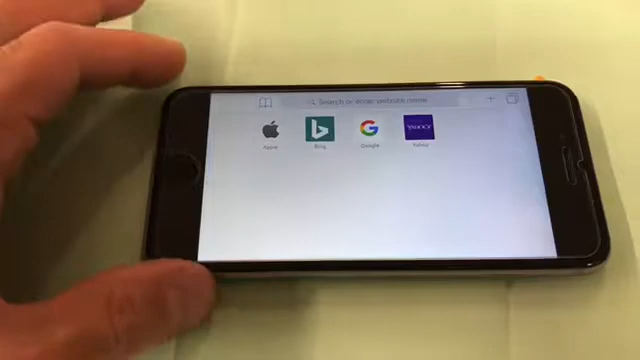 Search or enter website name
Apple
Bing
Google
Yahoo
YAHOO!